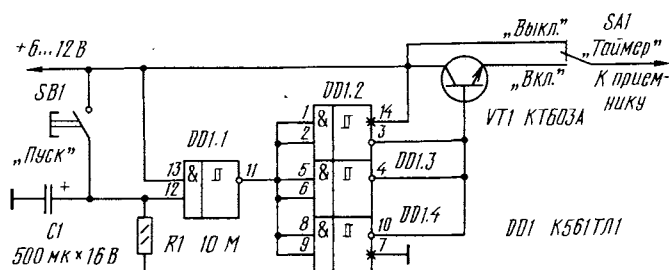 +6...12 В
SB1
„Пуск"
+
C1
500 мк × 16 В
R1 10 М
DD1.1
13
12
&
11
DD1.2
1
2
&
14
3
DD1.3
5
6
&
4
DD1.4
8
9
&
10
7
„Выкл."
SA1
„Таймер"
„Вкл."
К прием-
нику
VT1 КТ603А
DD1 К561ТЛ1